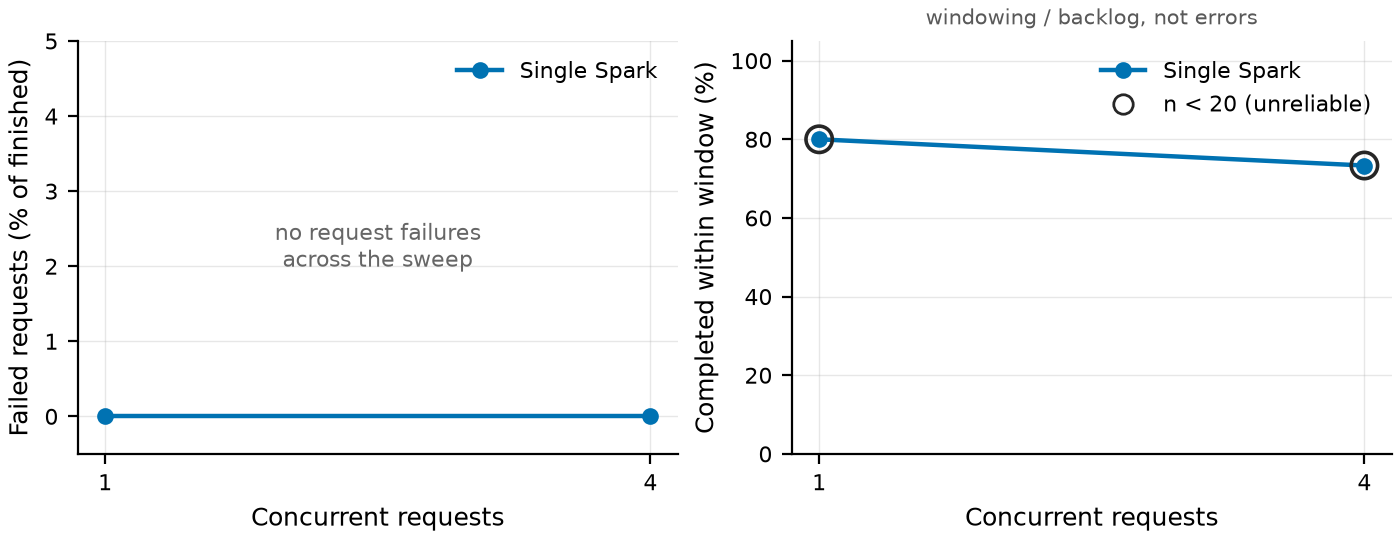 Failed requests (% of finished)
5
4
3
2
1
0
Single Spark
no request failures
across the sweep
1
4
Concurrent requests
windowing / backlog, not errors
Completed within window (%)
100
80
60
40
20
0
Single Spark
n < 20 (unreliable)
1
4
Concurrent requests